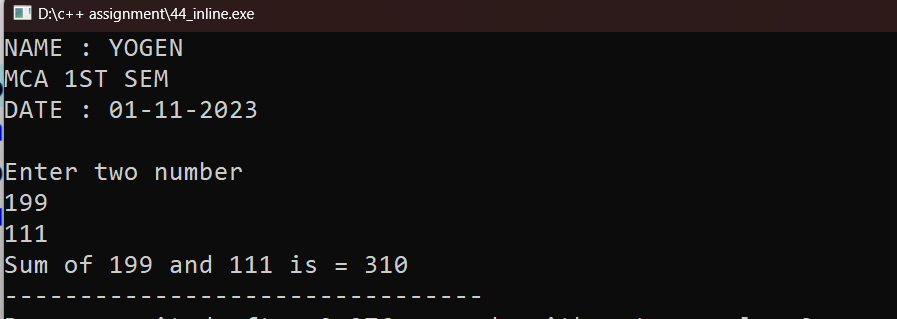 D:\c++ assignment\44_inline.exe
NAME : YOGEN
MCA 1ST SEM
DATE : 01-11-2023
Enter two number
199
111
Sum of 199 and 111 is = 310
--------------------------------